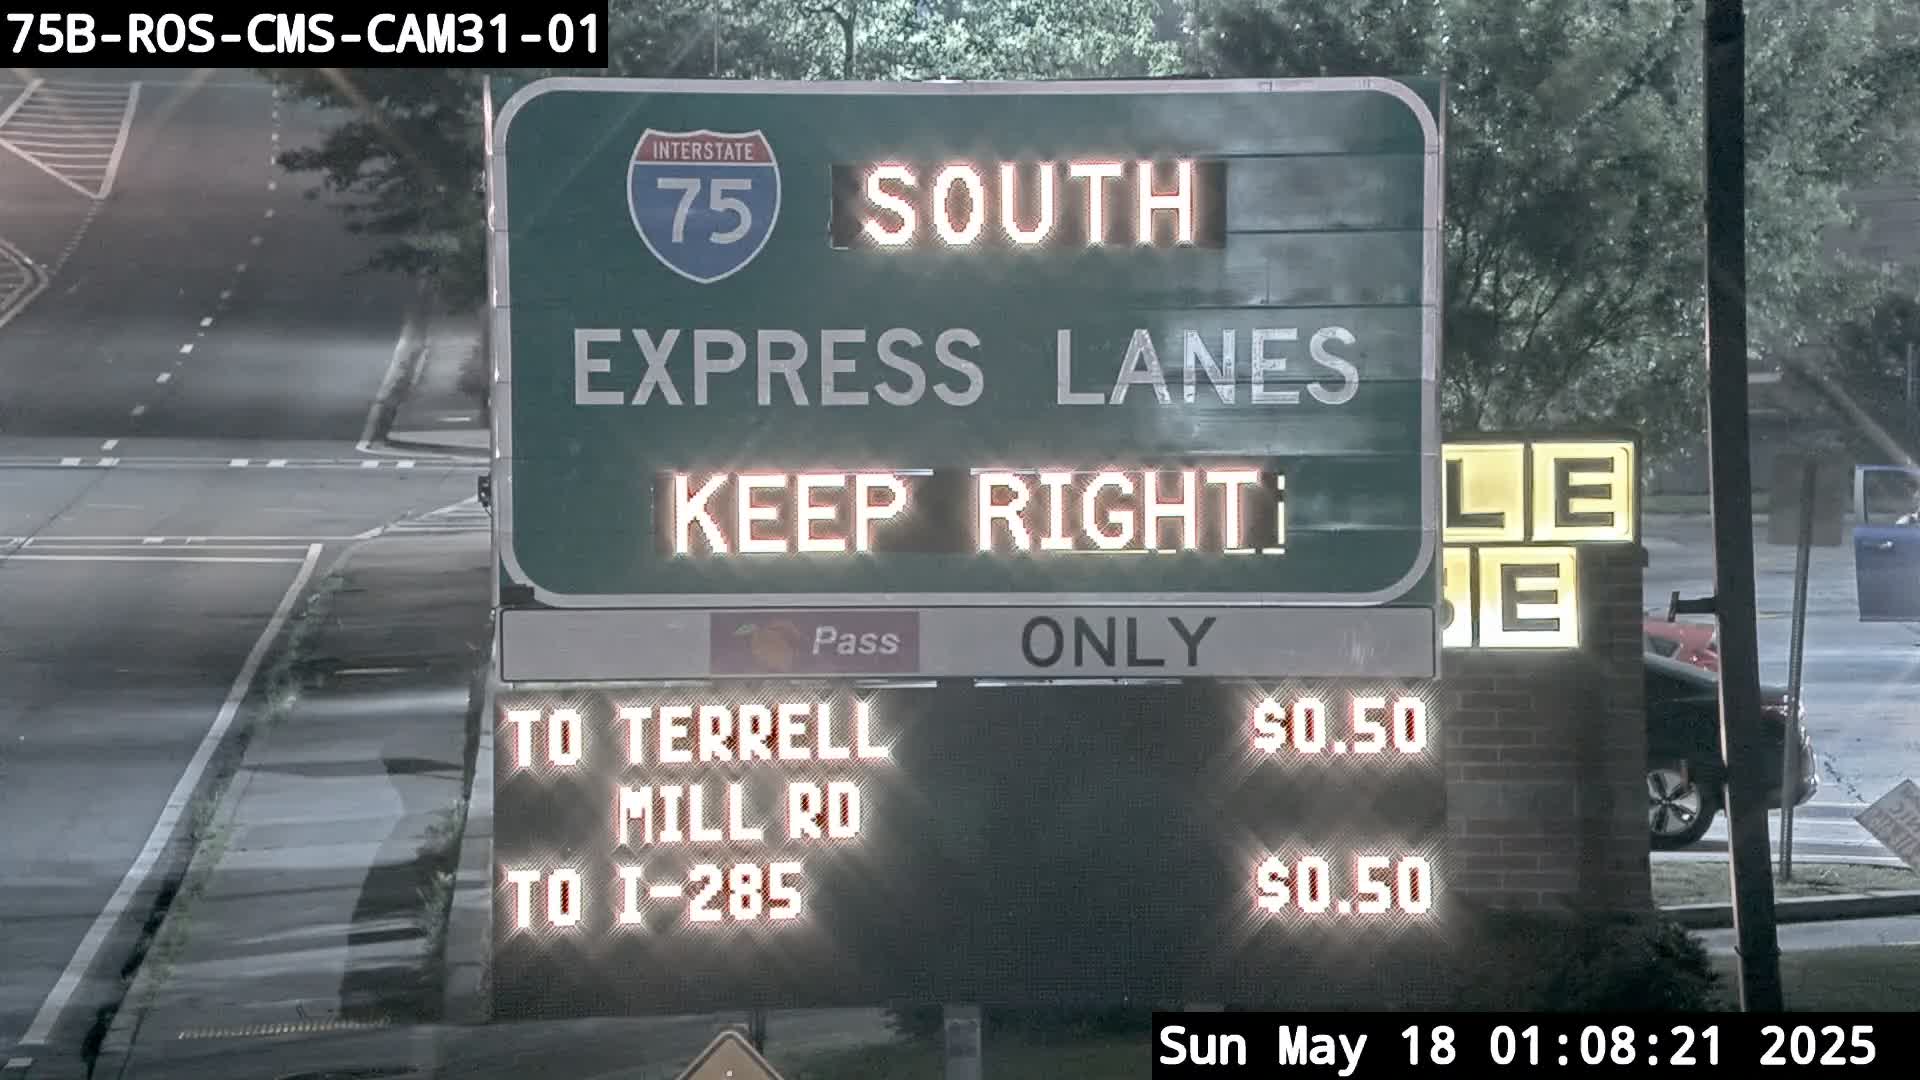 75B-ROS-CMS-CAM31-01
INTERSTATE
75
SOUTH
EXPRESS LANES
KEEP RIGHT
Pass ONLY
TO TERRELL $0.50
MILL RD
TO I-285 $0.50
LE
E
Sun May 18 01:08:21 2025